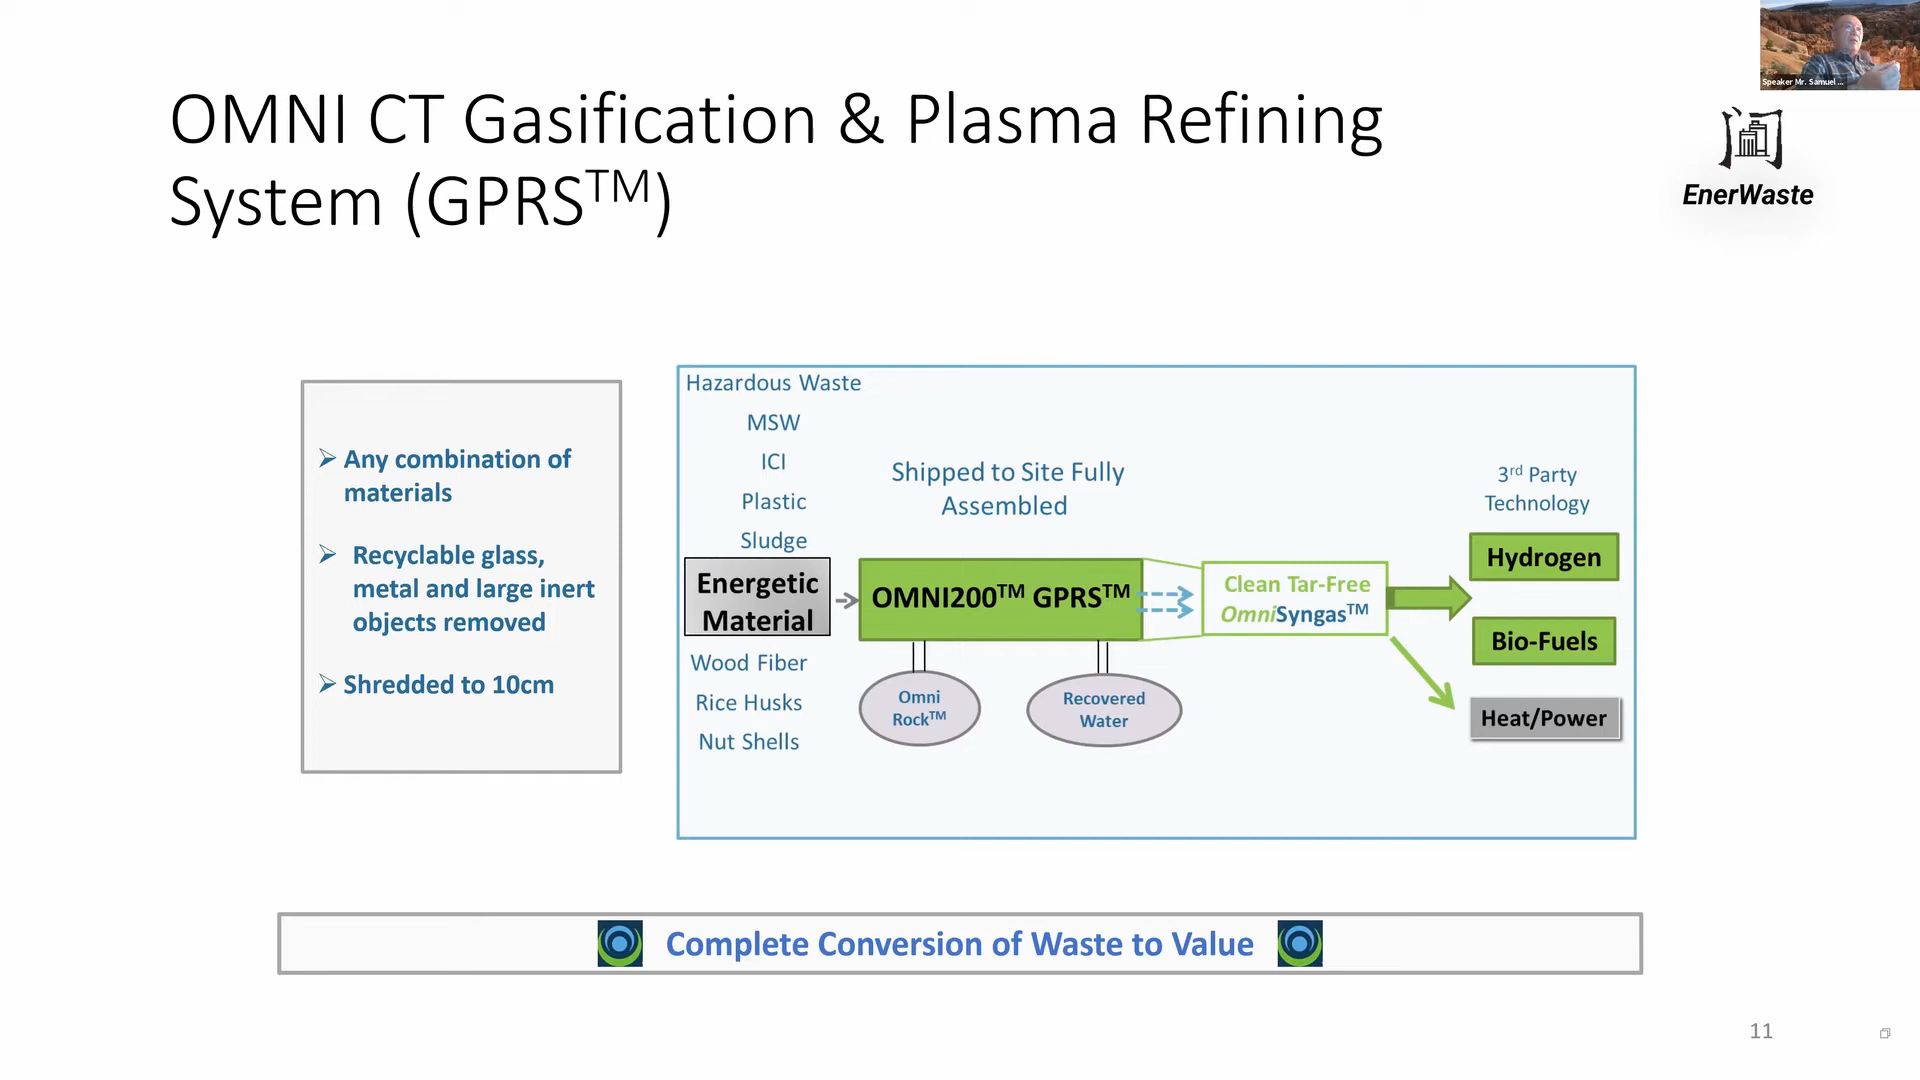 Speaker Mr. Samuel ...
OMNI CT Gasification & Plasma Refining
System (GPRS™)
EnerWaste
➢ Any combination of
materials
➢ Recyclable glass,
metal and large inert
objects removed
➢ Shredded to 10cm
Hazardous Waste
MSW
ICI
Plastic
Sludge
Energetic
Material
Wood Fiber
Rice Husks
Nut Shells
Shipped to Site Fully
Assembled
OMNI200™ GPRS™
Omni
Rock™
Recovered
Water
Clean Tar-Free
OmniSyngas™
3rd Party
Technology
Hydrogen
Bio-Fuels
Heat/Power
Complete Conversion of Waste to Value
11